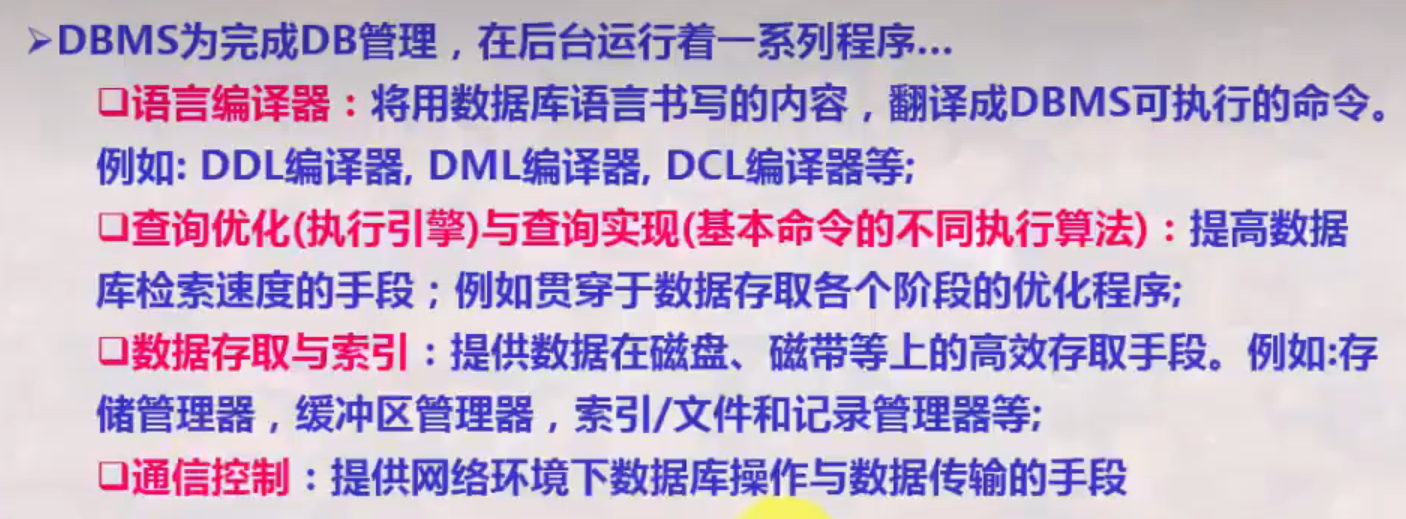 ➢DBMS为完成DB管理，在后台运行着一系列程序...
❑语言编译器：将用数据库语言书写的内容，翻译成DBMS可执行的命令。
例如: DDL编译器, DML编译器, DCL编译器等;
❑查询优化(执行引擎)与查询实现(基本命令的不同执行算法)：提高数据
库检索速度的手段；例如贯穿于数据存取各个阶段的优化程序;
❑数据存取与索引：提供数据在磁盘、磁带等上的高效存取手段。例如:存
储管理器，缓冲区管理器，索引/文件和记录管理器等;
❑通信控制：提供网络环境下数据库操作与数据传输的手段